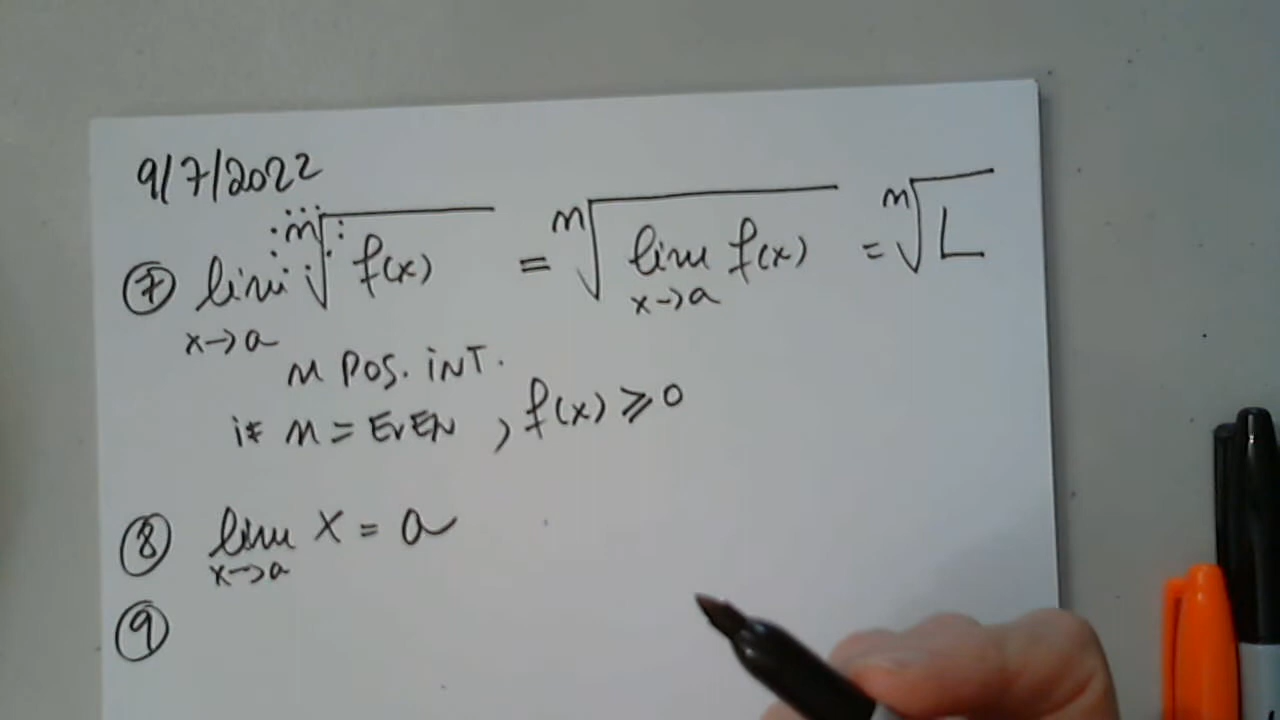 9/7/2022
⑦ lim x→a ⁿ√f(x) = ⁿ√lim x→a f(x) = ⁿ√L
n POS. INT.
if n = EVEN, f(x) ⩾ 0
⑧ lim x→a x = a
⑨